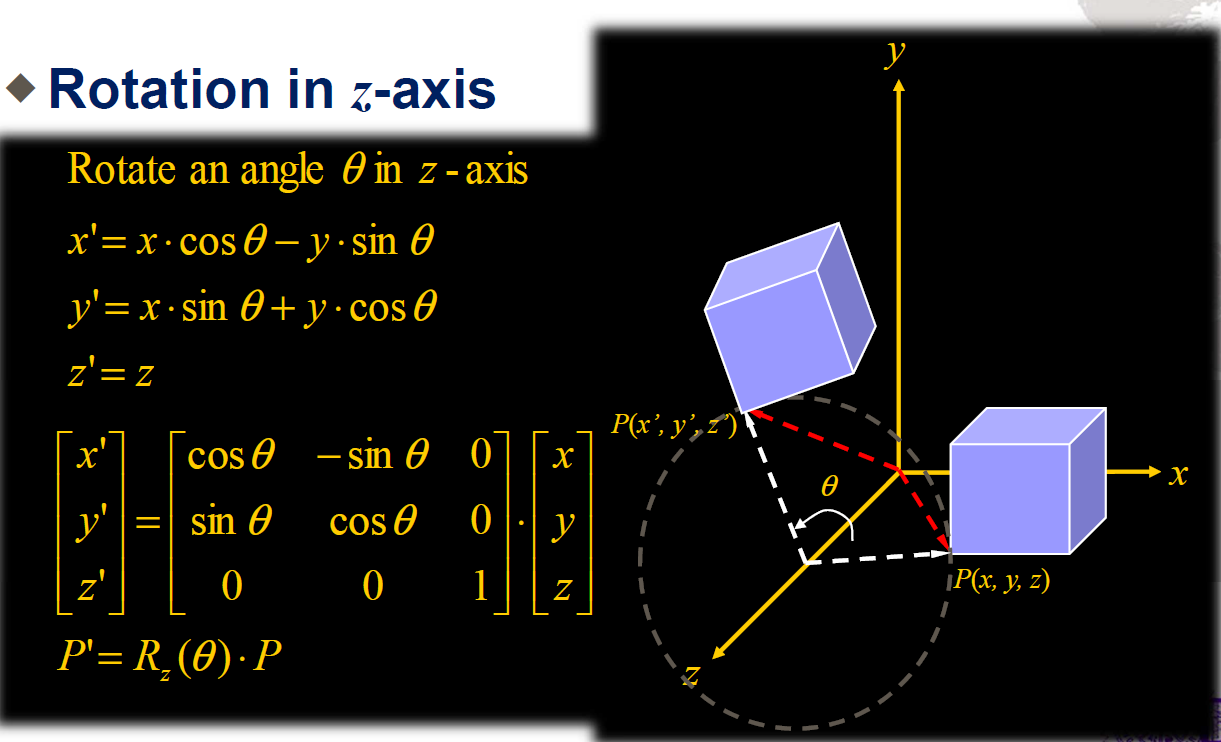 Rotation in z-axis
Rotate an angle θ in z - axis
x'= x · cos θ − y · sin θ
y'= x · sin θ + y · cos θ
z'= z
[x'] = [cos θ − sin θ 0] · [x]
[y'] [sin θ cos θ 0] [y]
[z'] [0 0 1] [z]
P'= R_z (θ) · P
y
P(x’, y’, z’)
θ
x
P(x, y, z)
z